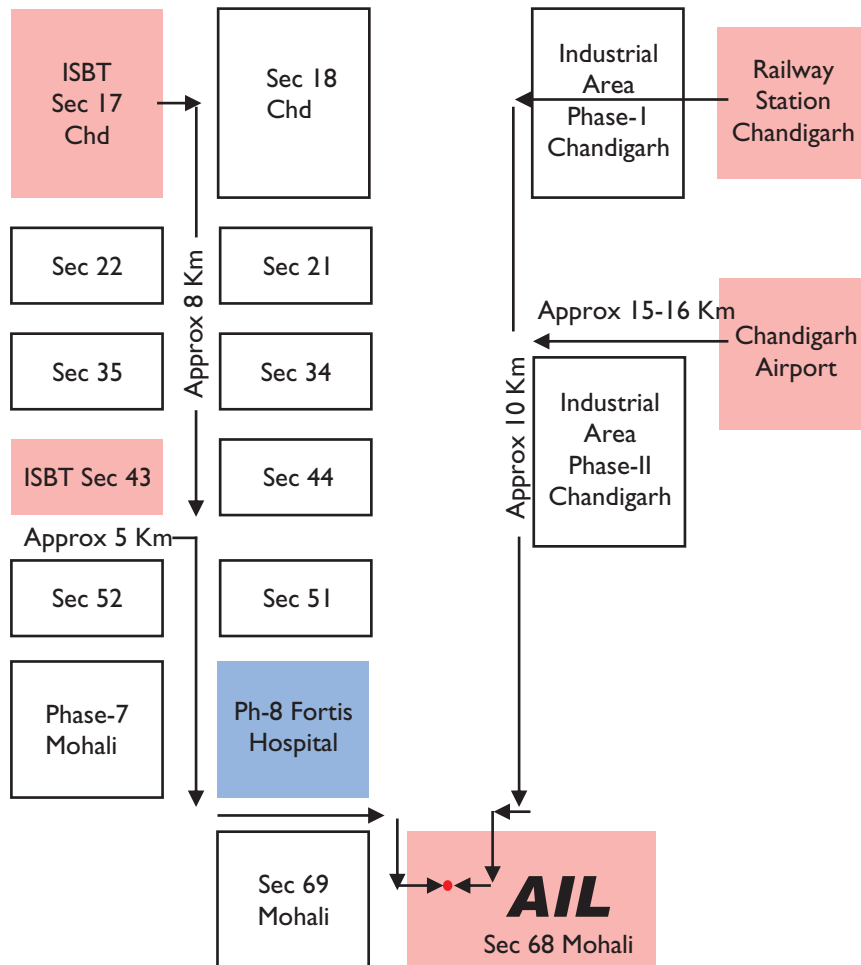 ISBT
Sec 17
Chd
Sec 18
Chd
Industrial
Area
Phase-I
Chandigarh
Railway
Station
Chandigarh
Sec 22
Approx 8 Km
Sec 21
Approx 15-16 Km
Chandigarh
Airport
Sec 35
Sec 34
Approx 10 Km
Industrial
Area
Phase-II
Chandigarh
ISBT Sec 43
Sec 44
Approx 5 Km
Sec 52
Sec 51
Phase-7
Mohali
Ph-8 Fortis
Hospital
Sec 69
Mohali
AIL
Sec 68 Mohali